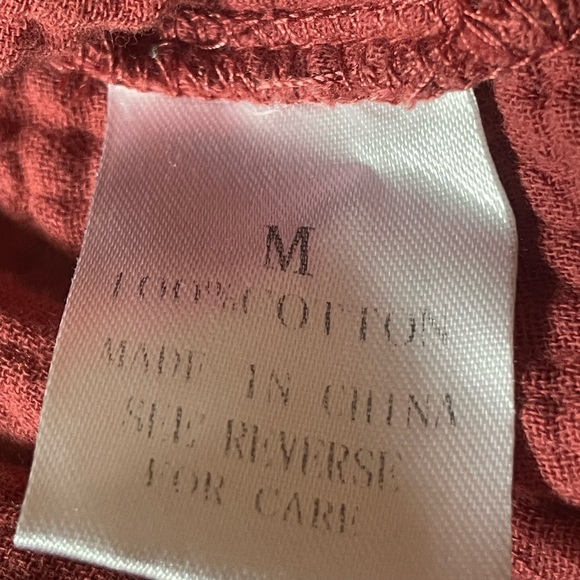 M
100%COTTON
MADE IN CHINA
SEE REVERSE
FOR CARE